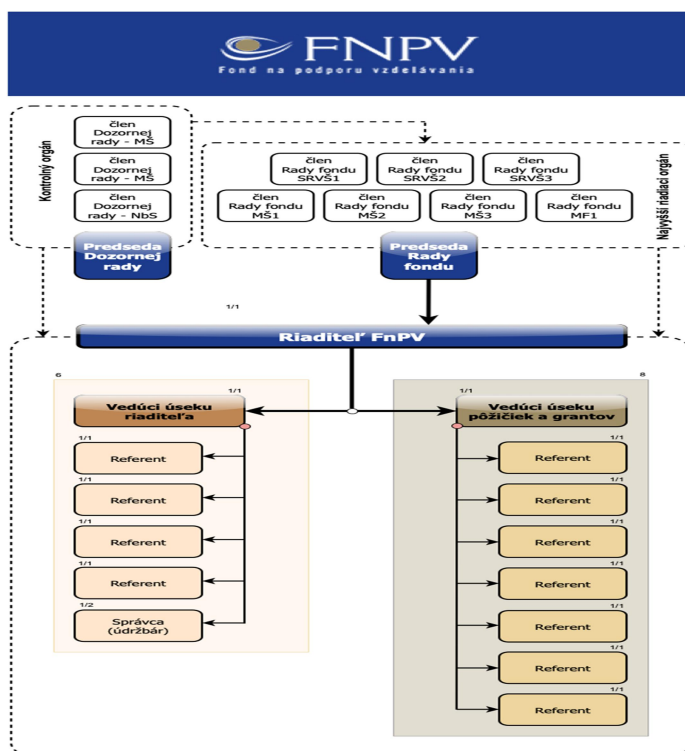 FNPV
Fond na podporu vzdelávania
Kontrolný orgán
člen
Dozornej
rady - MŠ
člen
Dozornej
rady - MŠ
člen
Dozornej
rady - NbS
Predseda
Dozornej
rady
člen
Rady fondu
SRVŠ1
člen
Rady fondu
SRVŠ2
člen
Rady fondu
SRVŠ3
člen
Rady fondu
MŠ1
člen
Rady fondu
MŠ2
člen
Rady fondu
MŠ3
člen
Rady fondu
MF1
Najvyšší riadiaci orgán
Predseda
Rady
fondu
1/1
Riaditeľ FnPV
6
1/1
Vedúci úseku
riaditeľa
1/1
Referent
1/1
Referent
1/1
Referent
1/1
Referent
1/2
Správca
(údržbár)
8
1/1
Vedúci úseku
pôžičiek a grantov
1/1
Referent
1/1
Referent
1/1
Referent
1/1
Referent
1/1
Referent
1/1
Referent
1/1
Referent